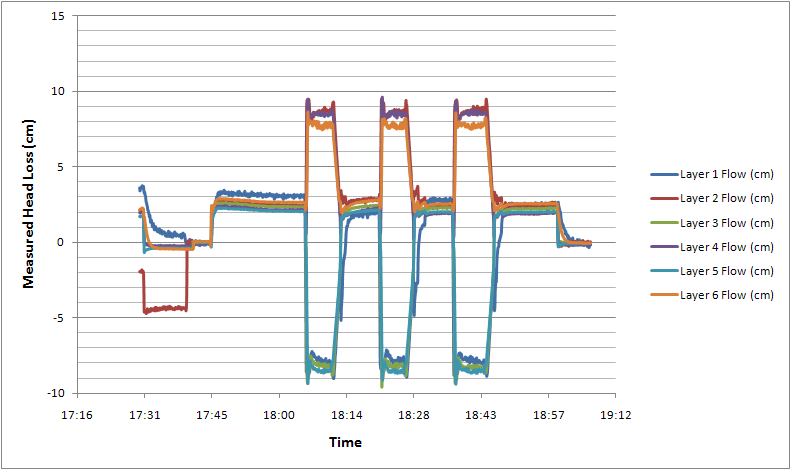 15
10
5
0
-5
-10
Measured Head Loss (cm)
17:16
17:31
17:45
18:00
18:14
18:28
18:43
18:57
19:12
Time
Layer 1 Flow (cm)
Layer 2 Flow (cm)
Layer 3 Flow (cm)
Layer 4 Flow (cm)
Layer 5 Flow (cm)
Layer 6 Flow (cm)